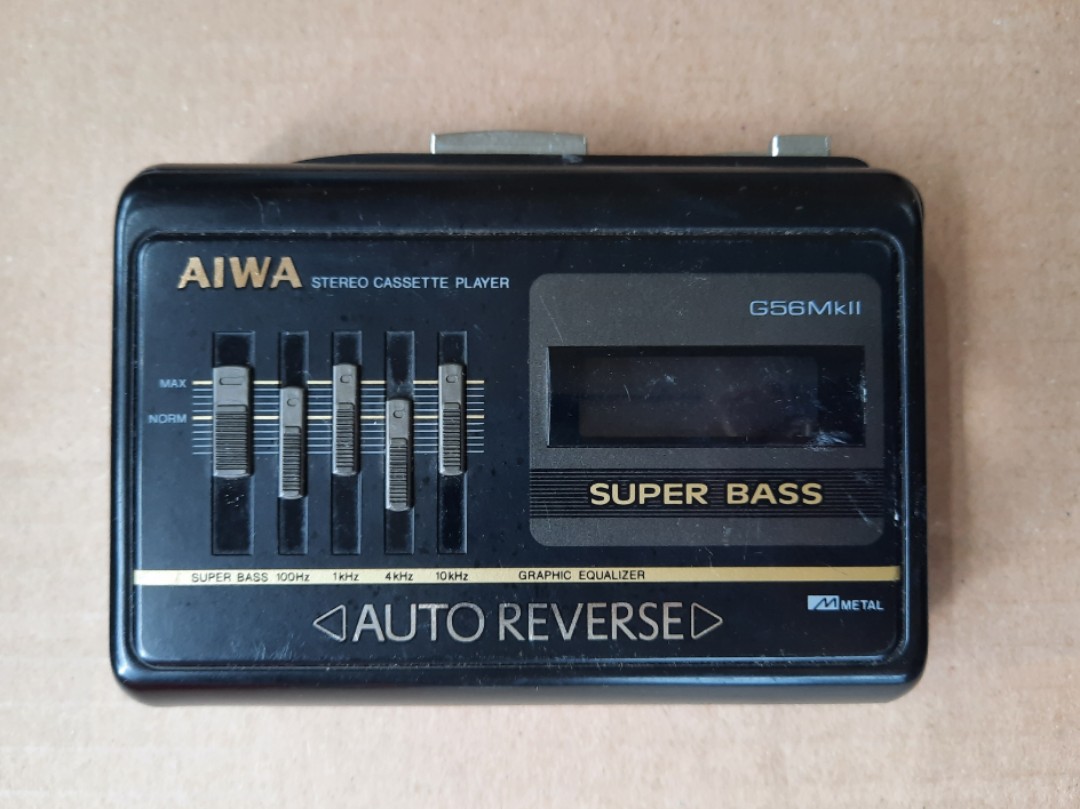 AIWA STEREO CASSETTE PLAYER
G56MkII
MAX
NORM
SUPER BASS
SUPER BASS 100Hz 1kHz 4kHz 10kHz GRAPHIC EQUALIZER
METAL
AUTO REVERSE